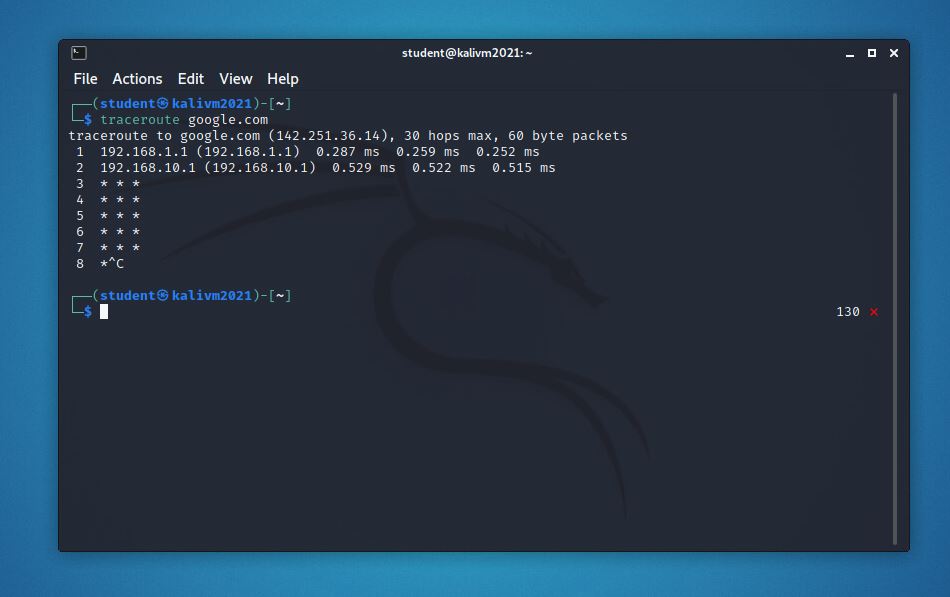 student@kalivm2021: ~
File Actions Edit View Help
┌──(student㉿kalivm2021)-[~]
└─$ traceroute google.com
traceroute to google.com (142.251.36.14), 30 hops max, 60 byte packets
1 192.168.1.1 (192.168.1.1) 0.287 ms 0.259 ms 0.252 ms
2 192.168.10.1 (192.168.10.1) 0.529 ms 0.522 ms 0.515 ms
3 * * *
4 * * *
5 * * *
6 * * *
7 * * *
8 *^C
┌──(student㉿kalivm2021)-[~]
└─$ 130 ⨯